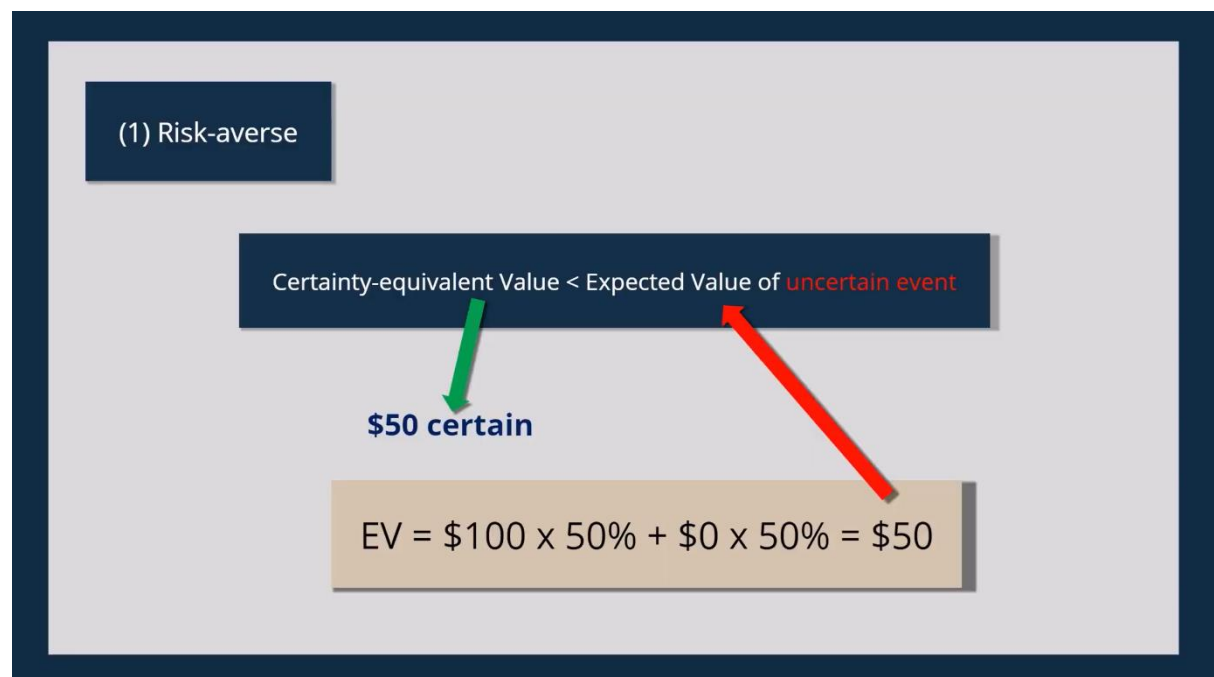 (1) Risk-averse
Certainty-equivalent Value < Expected Value of uncertain event
$50 certain
EV = $100 x 50% + $0 x 50% = $50